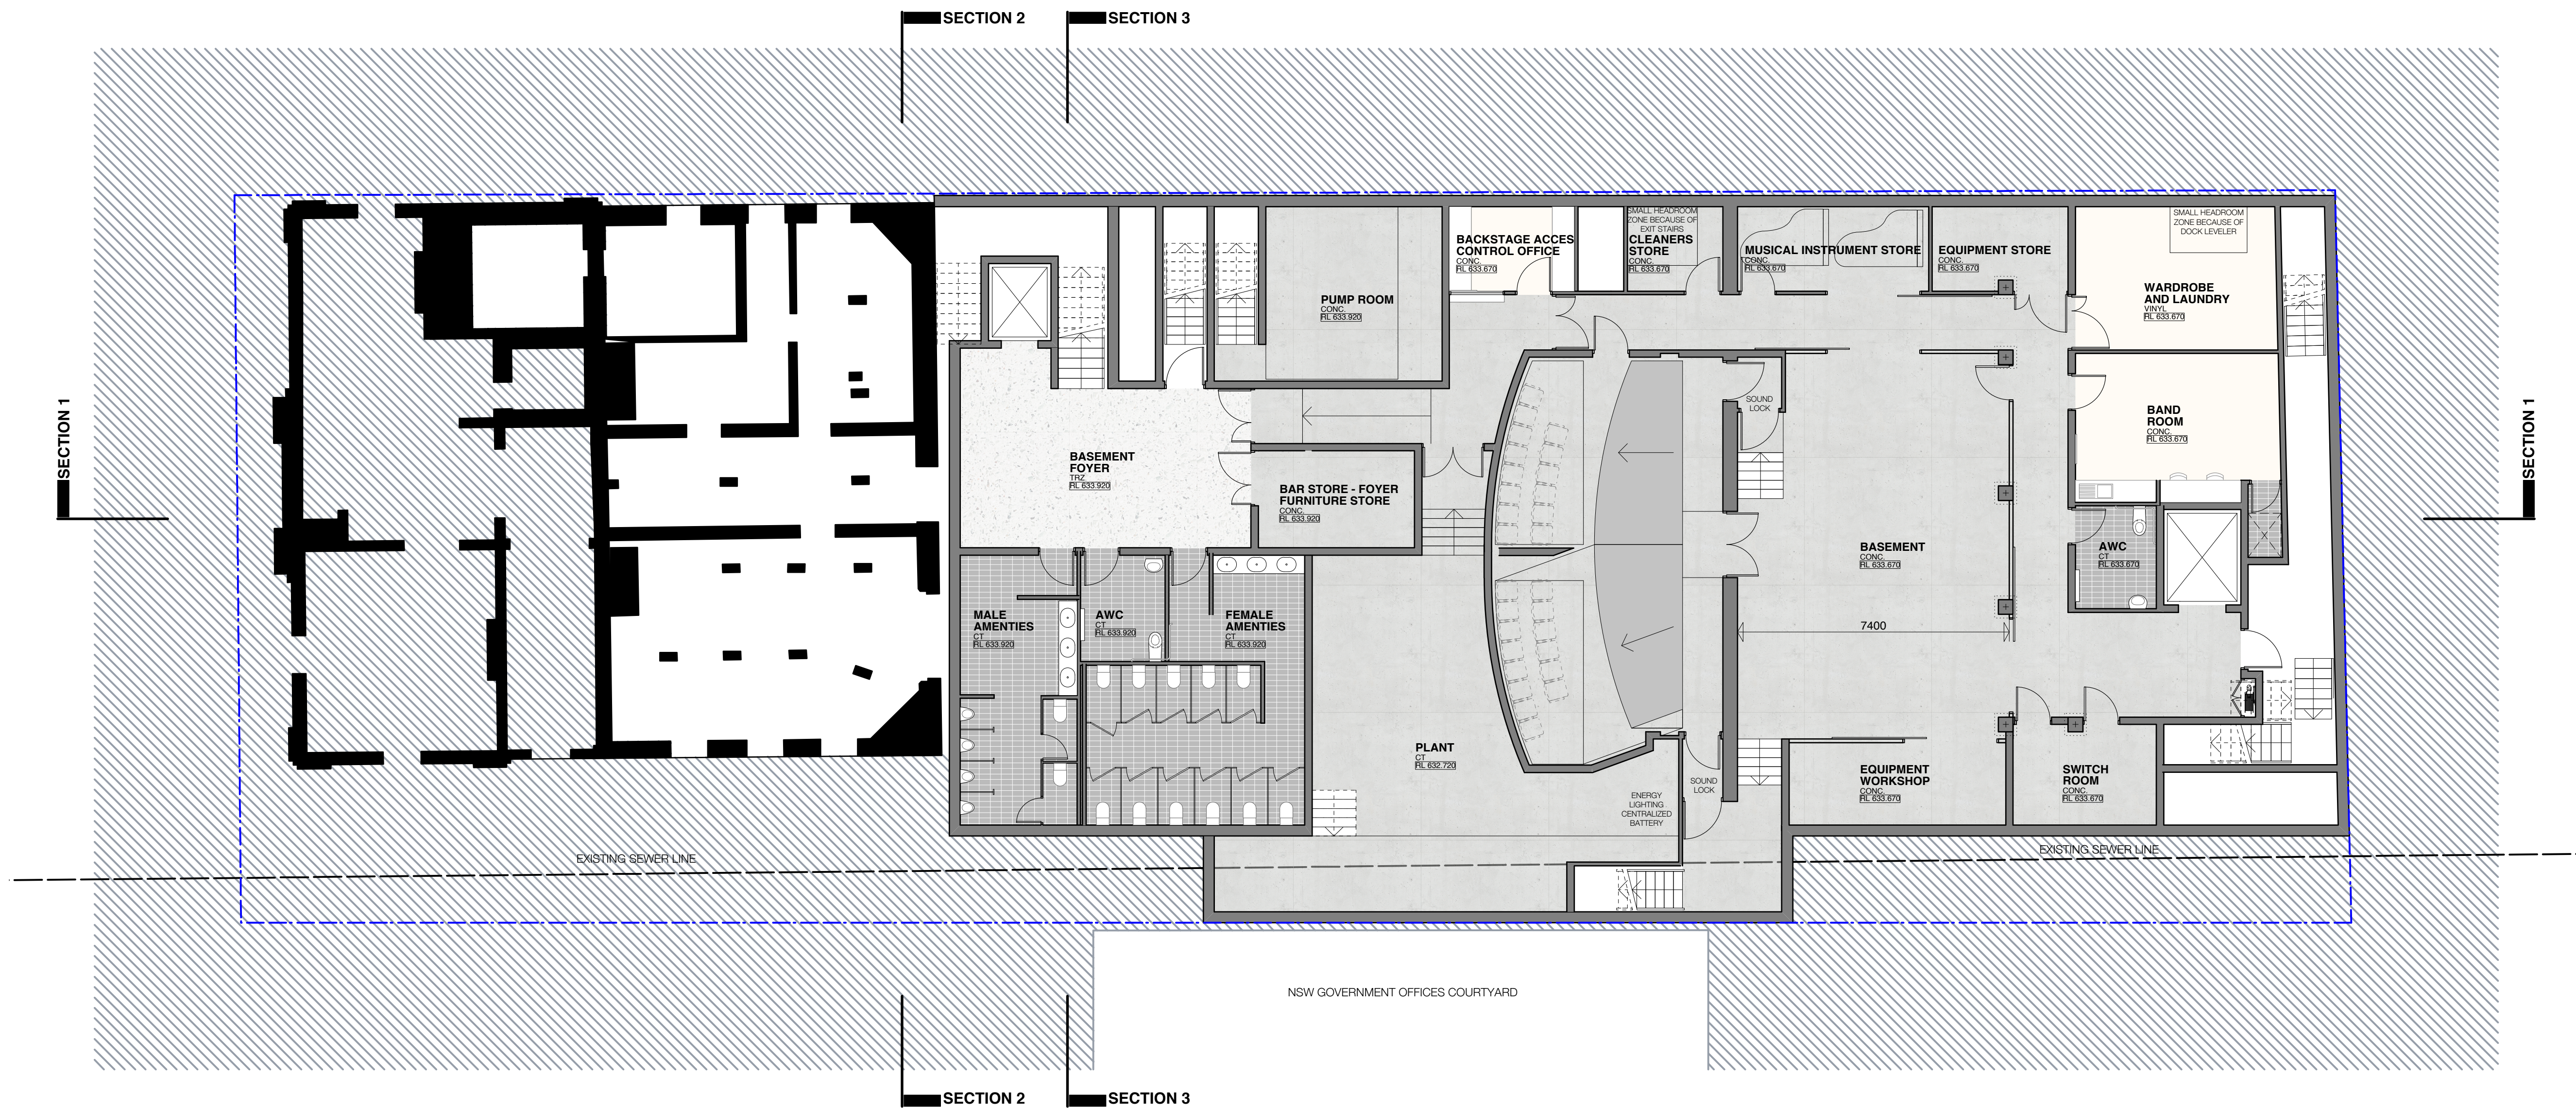 SECTION 2
SECTION 3
SECTION 1
SECTION 1
BACKSTAGE ACCES
CONTROL OFFICE
CONC.
RL 633.670
SMALL HEADROOM
ZONE BECAUSE OF
EXIT STAIRS
CLEANERS
STORE
CONC.
RL 633.670
MUSICAL INSTRUMENT STORE
CONC.
RL 633.670
EQUIPMENT STORE
CONC.
RL 633.670
SMALL HEADROOM
ZONE BECAUSE OF
DOCK LEVELER
WARDROBE
AND LAUNDRY
VINYL
RL 633.670
PUMP ROOM
CONC.
RL 633.920
SOUND
LOCK
BAND
ROOM
CONC.
RL 633.670
BASEMENT
FOYER
TRZ
RL 633.920
BAR STORE - FOYER
FURNITURE STORE
CONC.
RL 633.920
BASEMENT
CONC.
RL 633.670
AWC
CT
RL 633.670
MALE
AMENTIES
CT
RL 633.920
AWC
CT
RL 633.920
FEMALE
AMENTIES
CT
RL 633.920
7400
PLANT
CT
RL 632.720
ENERGY
LIGHTING
CENTRALIZED
BATTERY
SOUND
LOCK
EQUIPMENT
WORKSHOP
CONC.
RL 633.670
SWITCH
ROOM
CONC.
RL 633.670
EXISTING SEWER LINE
EXISTING SEWER LINE
NSW GOVERNMENT OFFICES COURTYARD
SECTION 2
SECTION 3